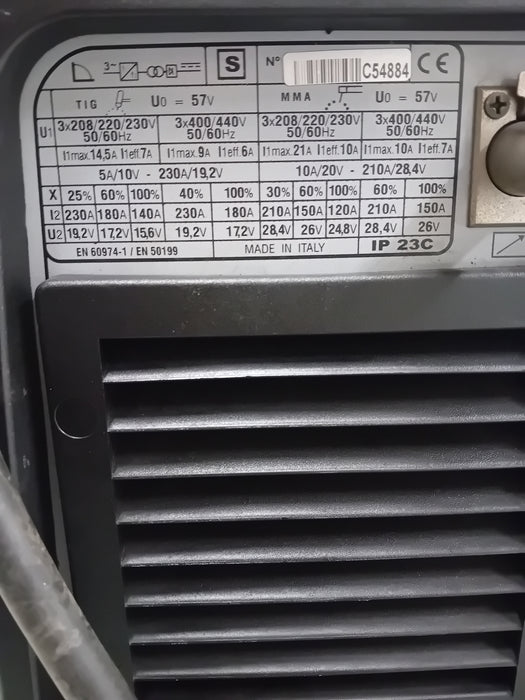 3~ S N° C54884 CE
TIG U0 = 57V MMA U0 = 57V
U1 3x208/220/230V 50/60Hz 3x400/440V 50/60Hz 3x208/220/230V 50/60Hz 3x400/440V 50/60Hz
I1max.14,5A I1eff.7A I1max.9A I1eff 6A I1max.21A I1eff.10A I1max.10A I1eff.7A
5A/10V - 230A/19,2V 10A/20V - 210A/28,4V
X 25% 60% 100% 40% 100% 30% 60% 100% 60% 100%
I2 230A 180A 140A 230A 180A 210A 150A 120A 210A 150A
U2 19,2V 17,2V 15,6V 19,2V 17,2V 28,4V 26V 24,8V 28,4V 26V
EN 60974-1 / EN 50199 MADE IN ITALY IP 23C